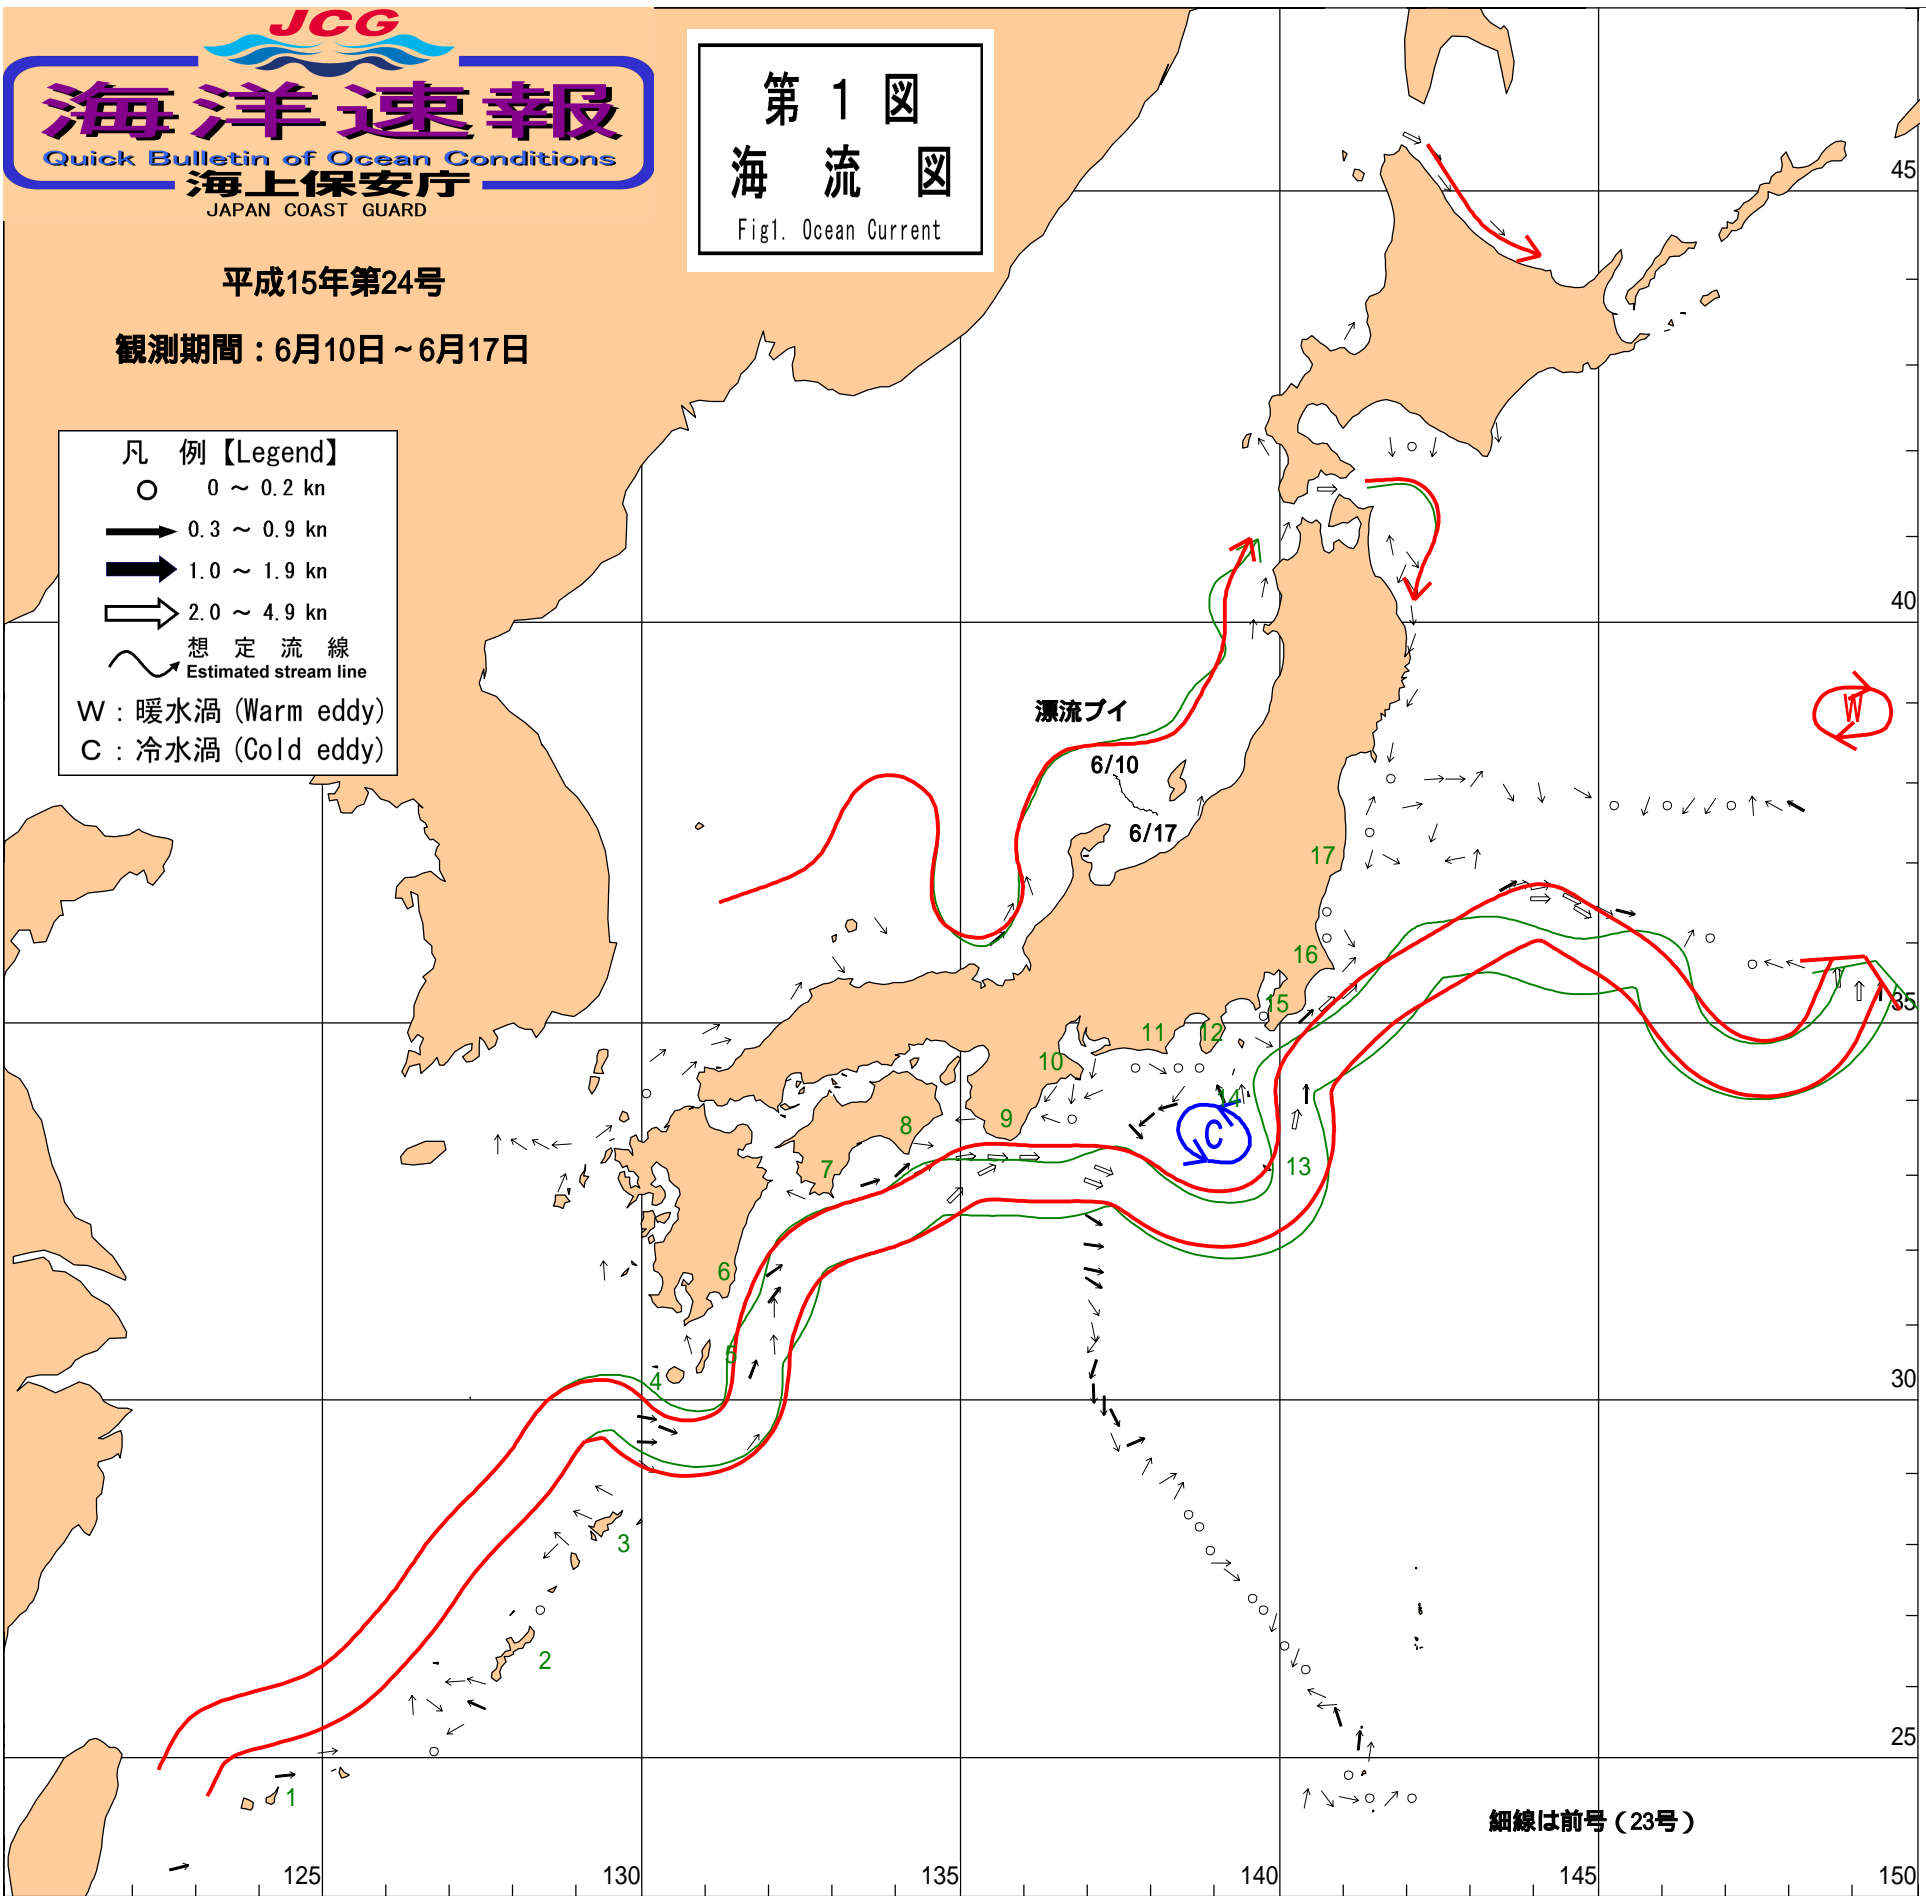 JCG
海洋速報
Quick Bulletin of Ocean Conditions
海上保安庁
JAPAN COAST GUARD
第 1 図
海 流 図
Fig1. Ocean Current
平成15年第24号
観測期間：6月10日～6月17日
凡 例【Legend】
0 ～ 0.2 kn
0.3 ～ 0.9 kn
1.0 ～ 1.9 kn
2.0 ～ 4.9 kn
想 定 流 線
Estimated stream line
W：暖水渦 (Warm eddy)
C：冷水渦 (Cold eddy)
45
40
W
漂流ブイ
6/10
6/17
17
16
35
15
11
12
10
14
9
8
C
7
13
6
5
4
30
3
2
25
1
細線は前号（23号）
125
130
135
140
145
150